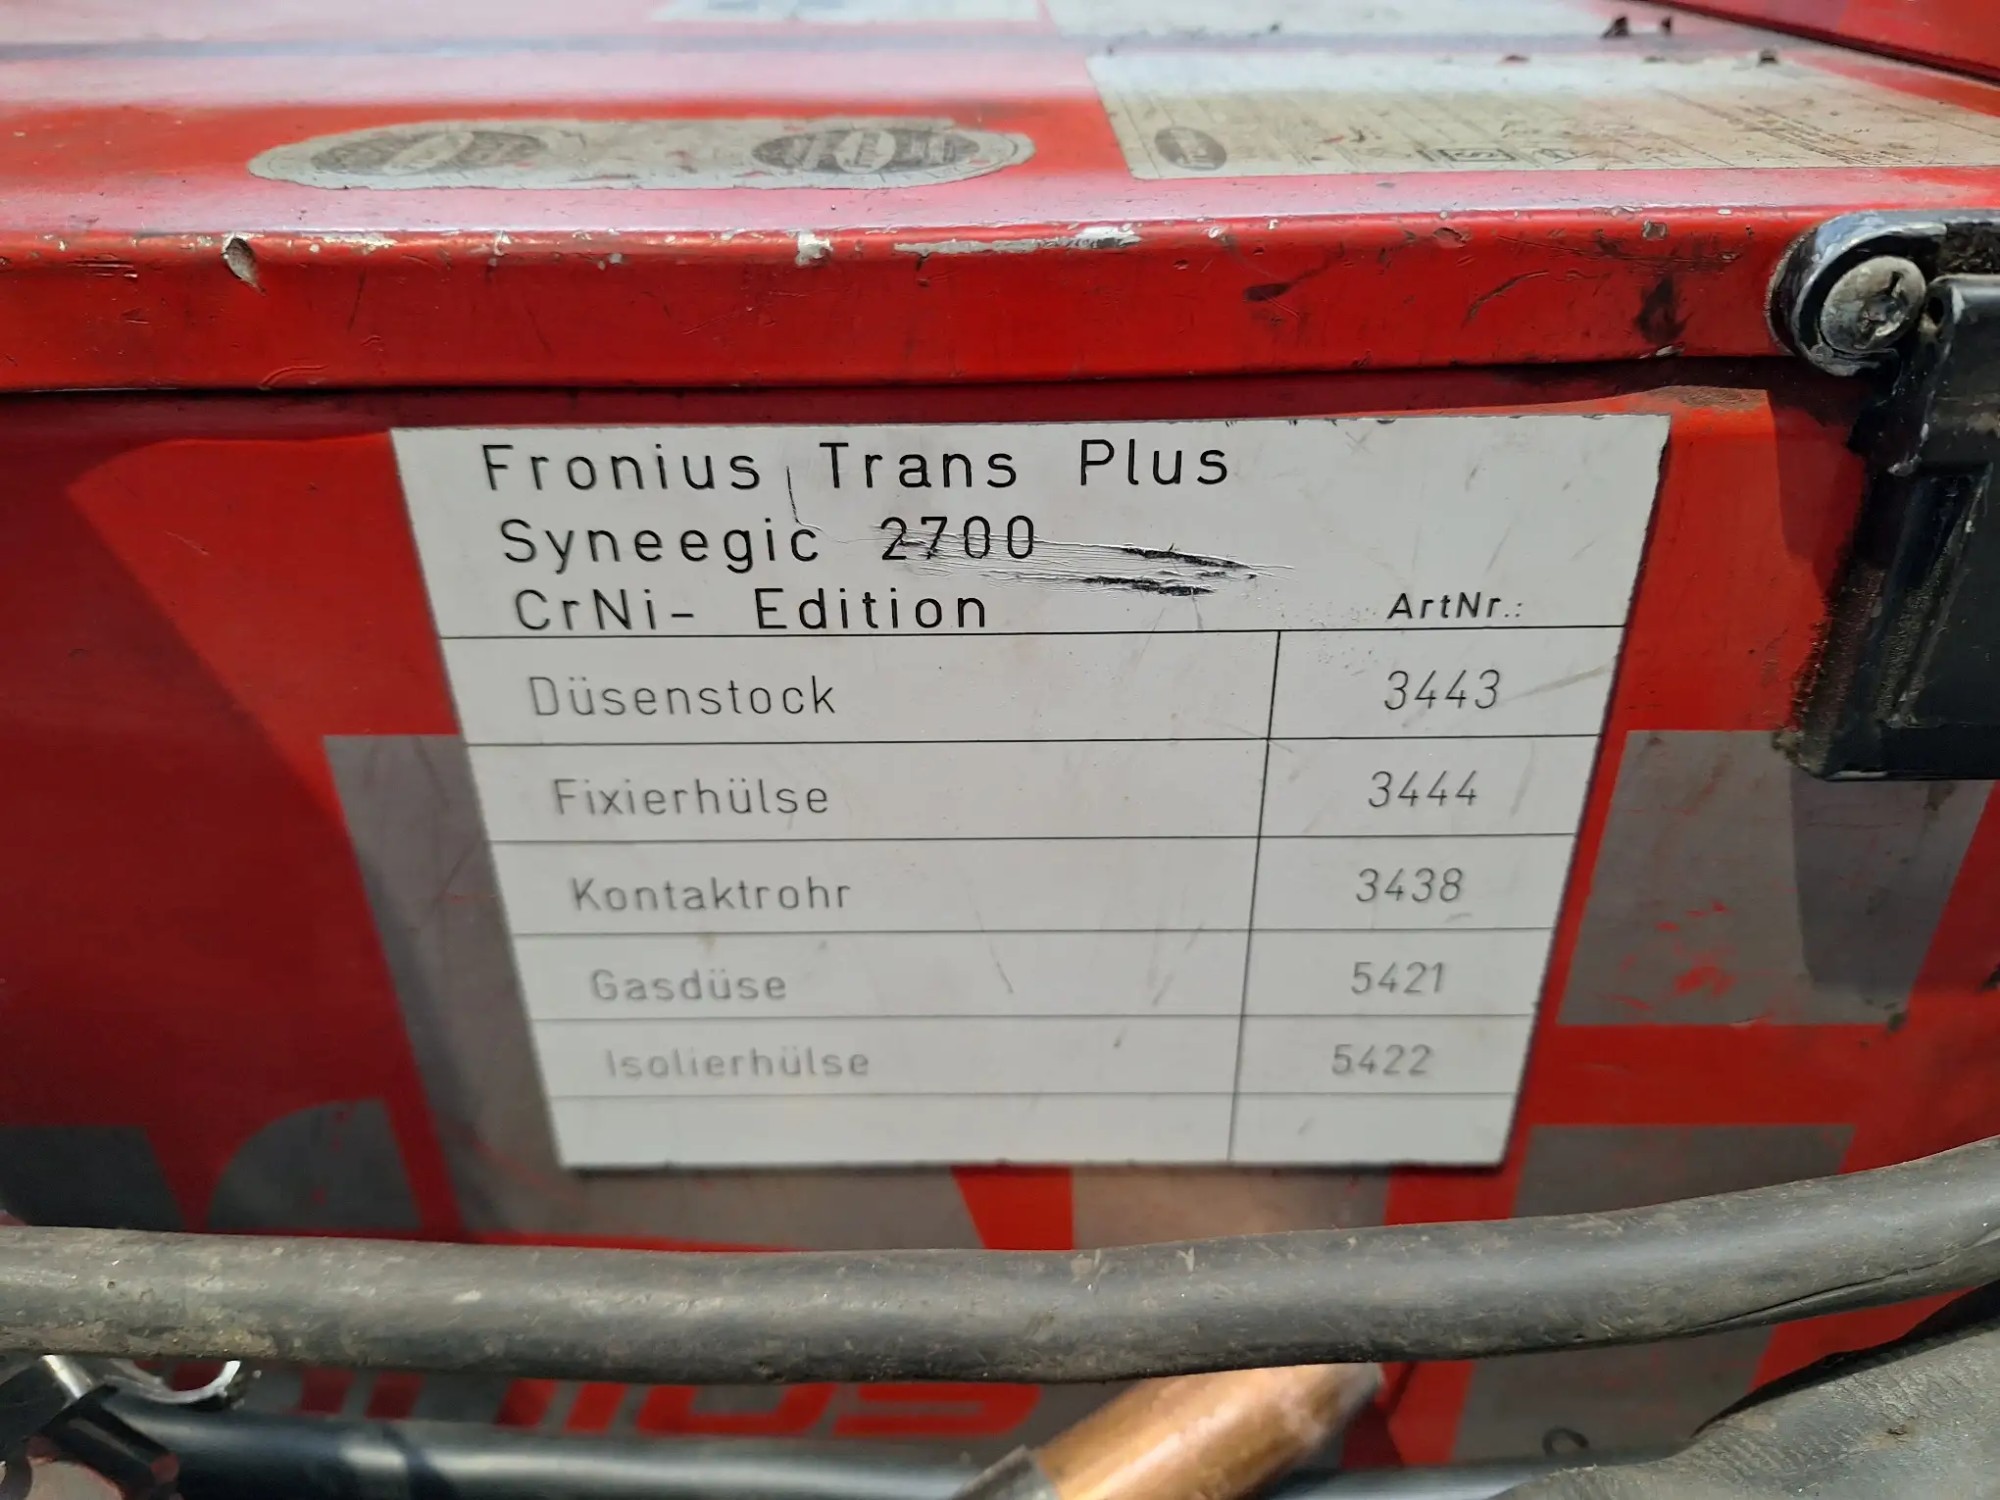 Fronius Trans Plus
Syneegic 2700
CrNi- Edition ArtNr.:
Düsenstock 3443
Fixierhülse 3444
Kontaktrohr 3438
Gasdüse 5421
Isolierhülse 5422